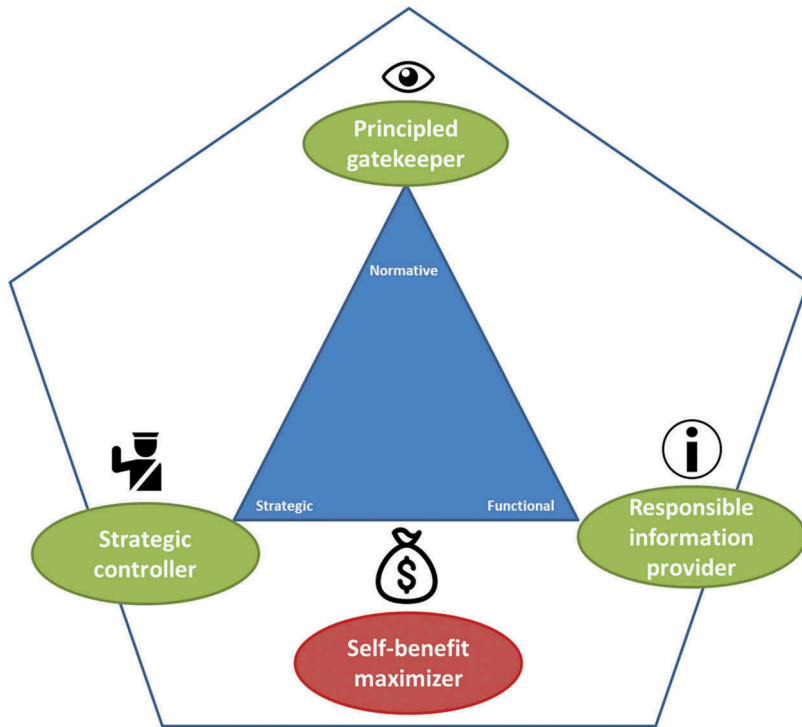 Principled
gatekeeper
Normative
Strategic
Functional
Strategic
controller
Responsible
information
provider
$
Self-benefit
maximizer